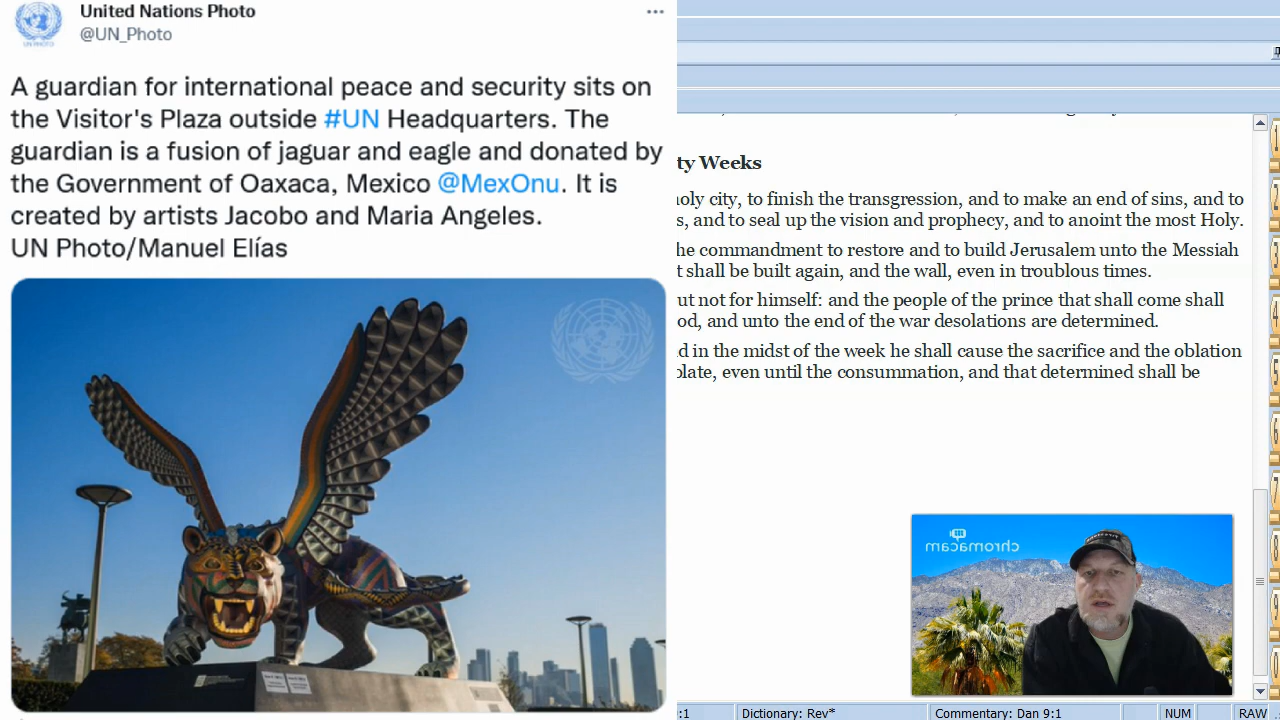 United Nations Photo
@UN_Photo
A guardian for international peace and security sits on
the Visitor's Plaza outside #UN Headquarters. The
guardian is a fusion of jaguar and eagle and donated by
the Government of Oaxaca, Mexico @MexOnu. It is
created by artists Jacobo and Maria Angeles.
UN Photo/Manuel Elías
ty Weeks
holy city, to finish the transgression, and to make an end of sins, and to
s, and to seal up the vision and prophecy, and to anoint the most Holy.
he commandment to restore and to build Jerusalem unto the Messiah
t shall be built again, and the wall, even in troublous times.
ut not for himself: and the people of the prince that shall come shall
od, and unto the end of the war desolations are determined.
d in the midst of the week he shall cause the sacrifice and the oblation
olate, even until the consummation, and that determined shall be
chromacam
:1
Dictionary: Rev*
Commentary: Dan 9:1
NUM
RAW